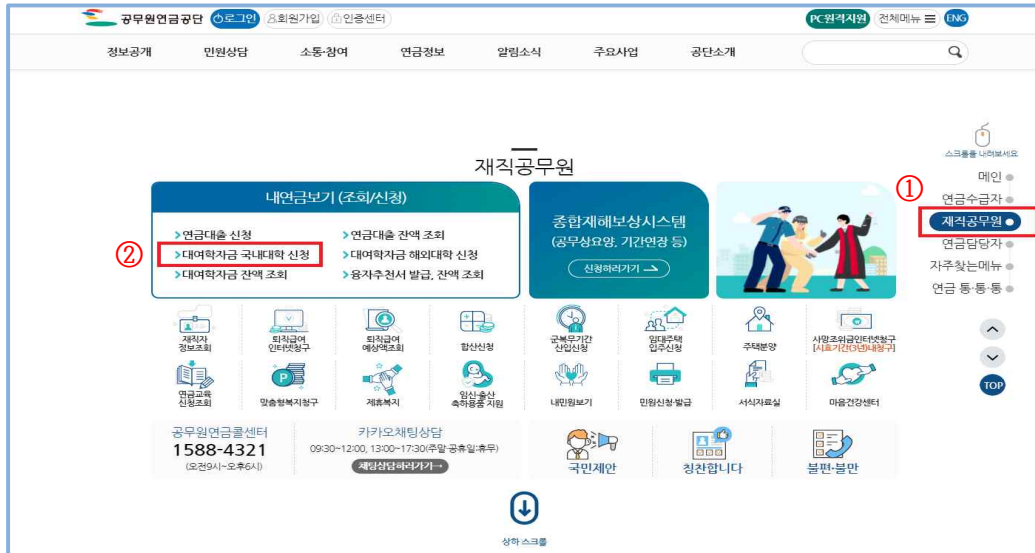 공무원연금공단 로그인 회원가입 인증센터 PC원격지원 전체메뉴 ENG
정보공개 민원상담 소통·참여 연금정보 알림소식 주요사업 공단소개
스크롤을 내려보세요
메인
① 연금수급자
재직공무원
연금담당자
자주찾는메뉴
연금 통·통·통
TOP
재직공무원
내연금보기 (조회/신청)
연금대출 신청 연금대출 잔액 조회
② 대여학자금 국내대학 신청 대여학자금 해외대학 신청
대여학자금 잔액 조회 융자추천서 발급, 잔액 조회
종합재해보상시스템
(공무상요양, 기간연장 등)
신청하러가기
재직자
정보조회
퇴직급여
인터넷청구
퇴직급여
예상액조회
합산신청
군복무기간
산입신청
임대주택
입주신청
주택분양
사망조위금인터넷청구
[시효기간(3년)내청구]
연금교육
신청조회
맞춤형복지청구
제휴복지
임신·출산
축하용품 지원
내민원보기
민원신청·발급
서식자료실
마음건강센터
공무원연금콜센터
1588-4321
(오전9시~오후6시)
카카오채팅상담
09:30~12:00, 13:00~17:30(주말·공휴일:휴무)
채팅상담하러가기
국민제안
칭찬합니다
불편·불만
상하 스크롤